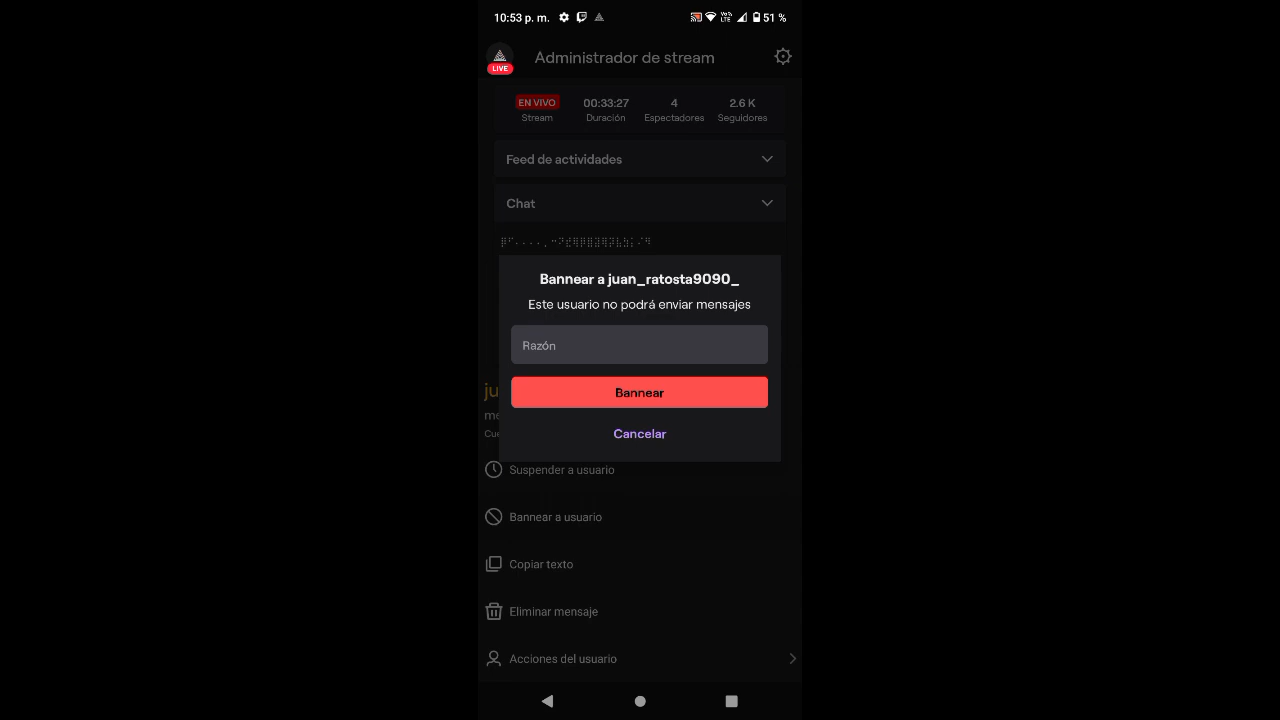 10:53 p. m.
51 %
LIVE
Administrador de stream
EN VIVO 00:33:27 4 2.6 K
Stream Duración Espectadores Seguidores
Feed de actividades
Chat
Bannear a juan_ratosta9090_
Este usuario no podrá enviar mensajes
Razón
Bannear
ju
Cancelar
Suspender a usuario
Bannear a usuario
Copiar texto
Eliminar mensaje
Acciones del usuario